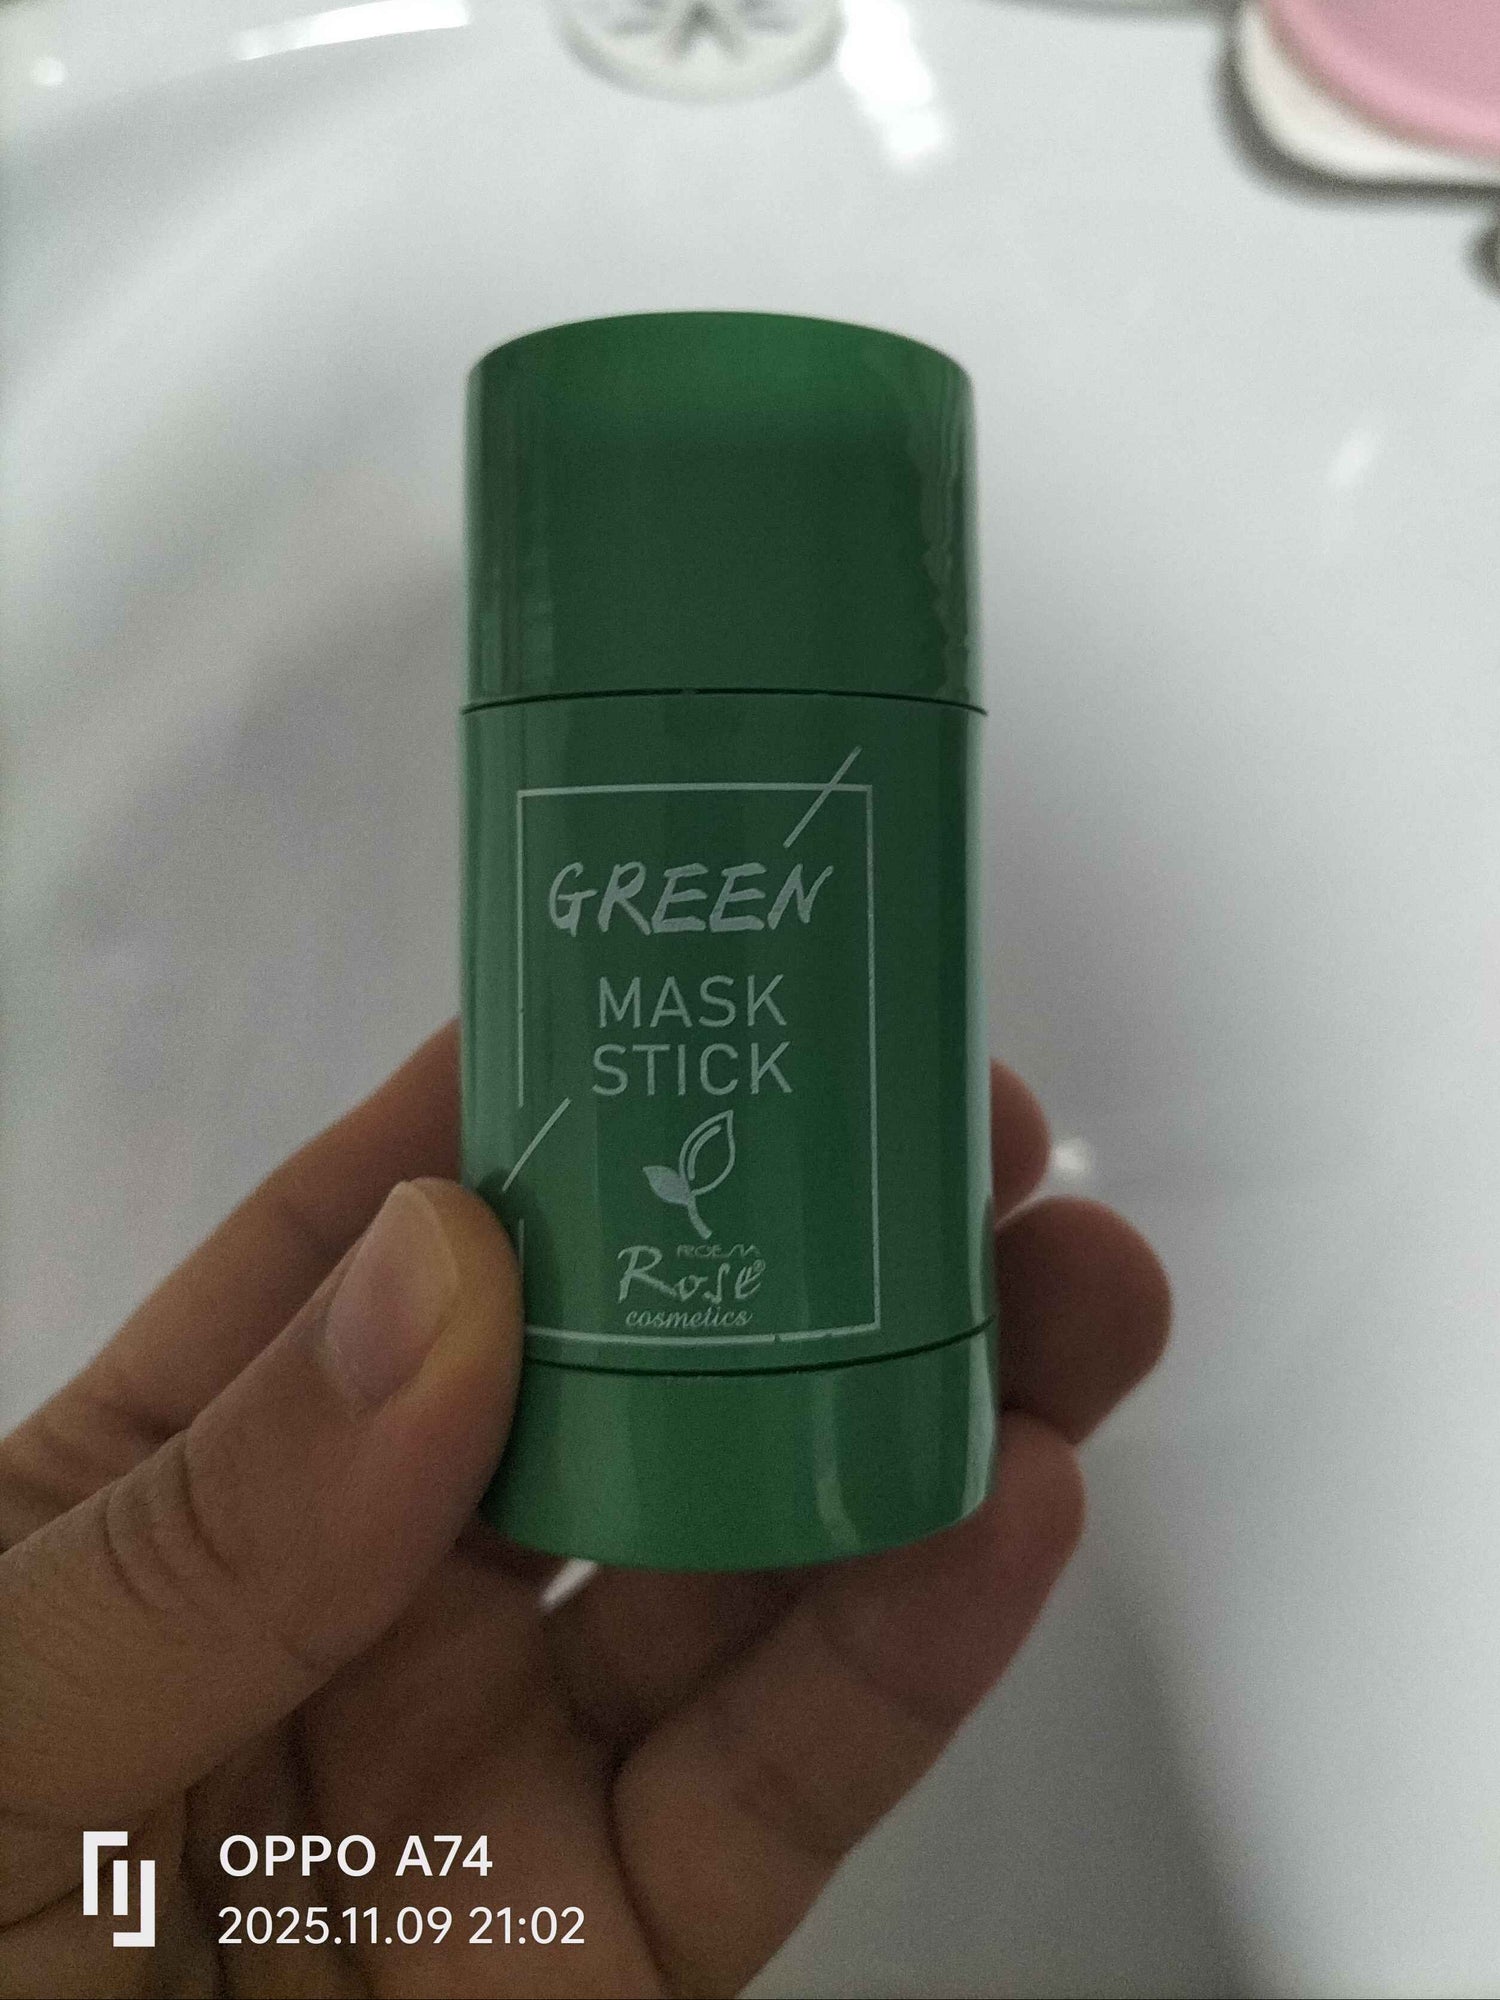 GREEN
MASK
STICK
Rose®
cosmetics
OPPO A74
2025.11.09 21:02